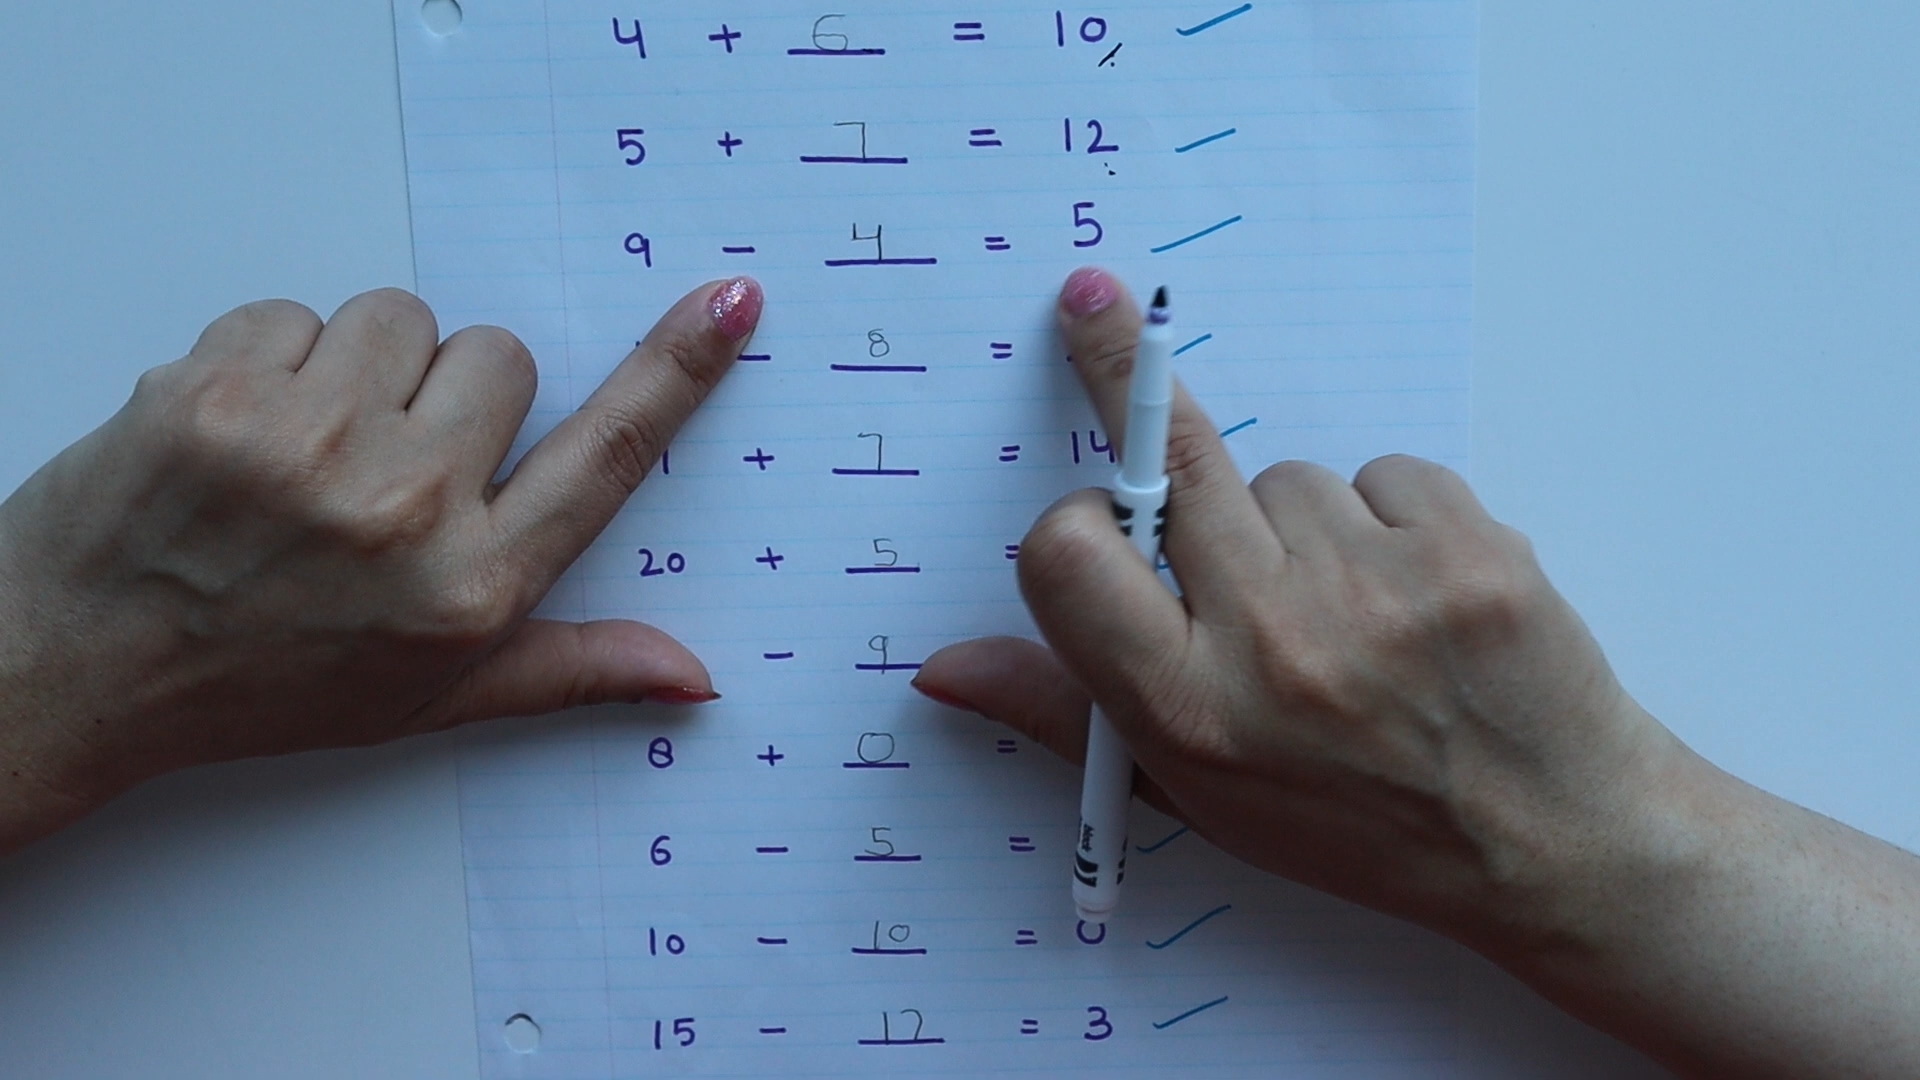 4 + 6 = 10
5 + 7 = 12
9 - 4 = 5
- 8 =
+ 7 = 14
20 + 5 =
- 9
8 + 0 =
6 - 5 =
10 - 10 = 0
15 - 12 = 3